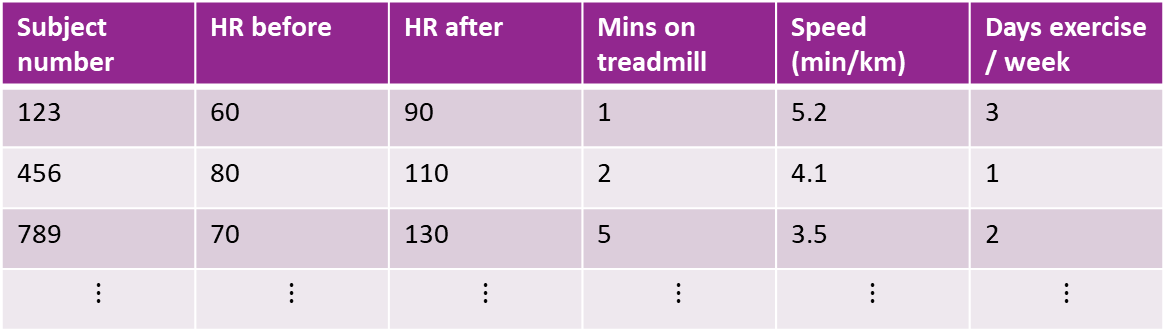 Subject number HR before HR after Mins on treadmill Speed (min/km) Days exercise / week
123 60 90 1 5.2 3
456 80 110 2 4.1 1
789 70 130 5 3.5 2
⋮ ⋮ ⋮ ⋮ ⋮ ⋮